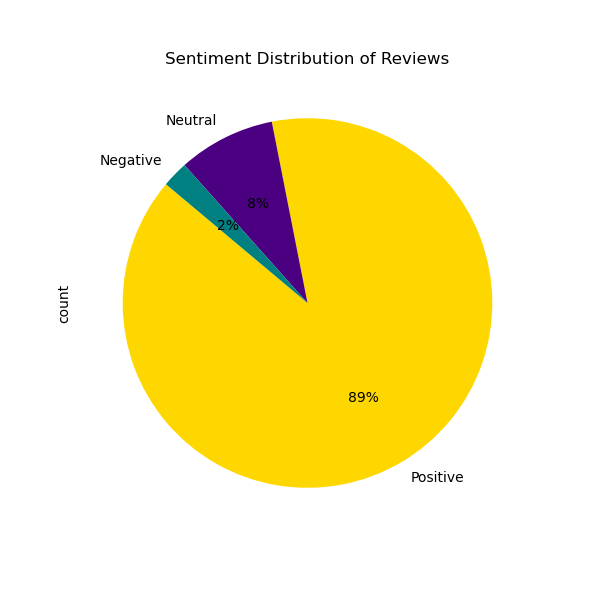 Sentiment Distribution of Reviews
Neutral
Negative
8%
2%
count
89%
Positive